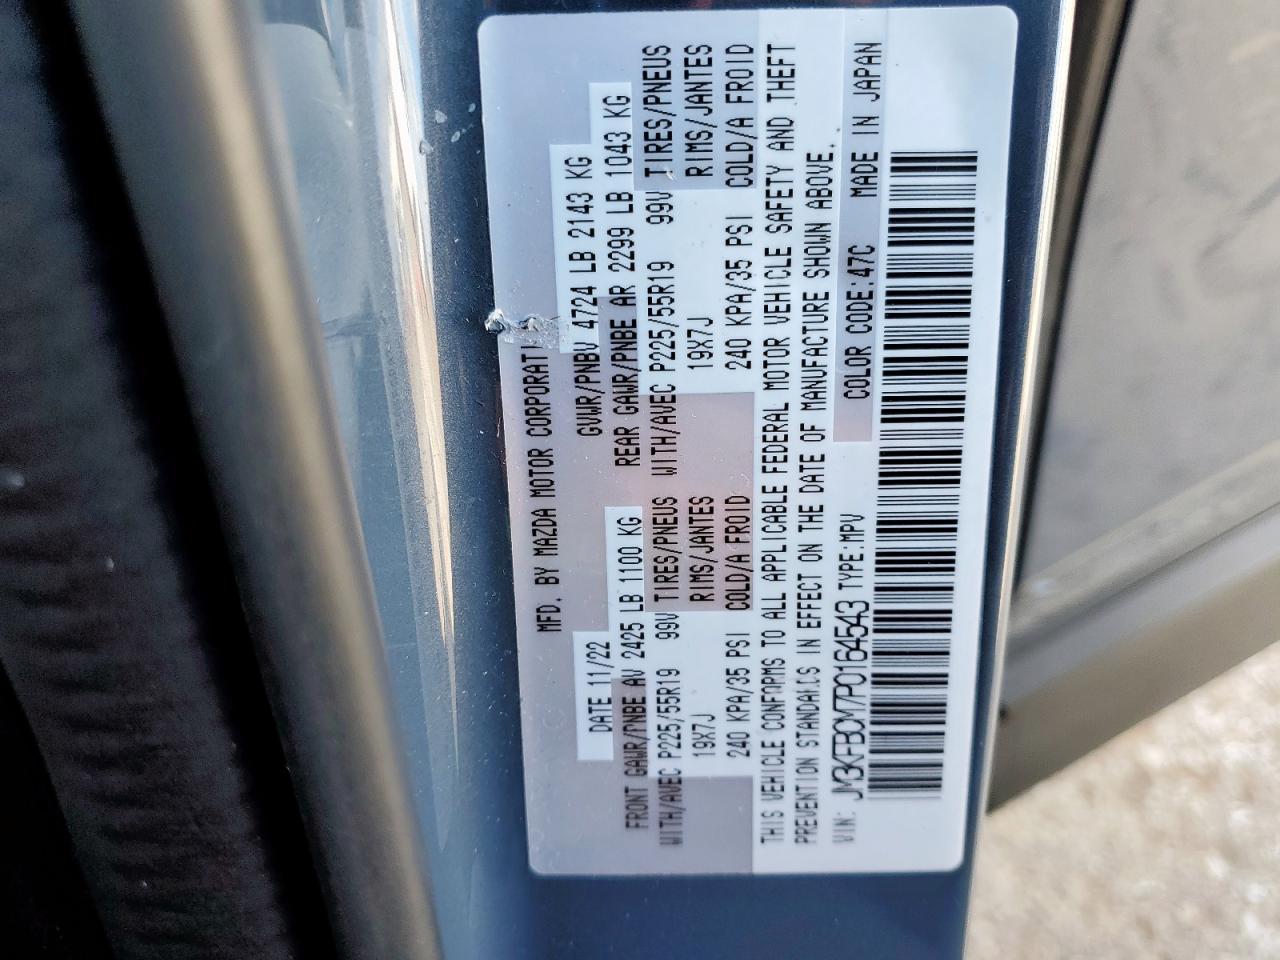 MFD. BY MAZDA MOTOR CORPORATI
DATE 11/22 GVWR/PNBV 4724 LB 2143 KG
FRONT GAWR/PNBE AV 2425 LB 1100 KG REAR GAWR/PNBE AR 2299 LB 1043 KG
WITH/AVEC P225/55R19 99V TIRES/PNEUS WITH/AVEC P225/55R19 99V TIRES/PNEUS
19X7J RIMS/JANTES 19X7J RIMS/JANTES
240 KPA/35 PSI COLD/A FROID 240 KPA/35 PSI COLD/A FROID
THIS VEHICLE CONFORMS TO ALL APPLICABLE FEDERAL MOTOR VEHICLE SAFETY AND THEFT
PREVENTION STANDARDS IN EFFECT ON THE DATE OF MANUFACTURE SHOWN ABOVE.
VIN: JM3KFBCM7P0164543 TYPE:MPV COLOR CODE:47C MADE IN JAPAN